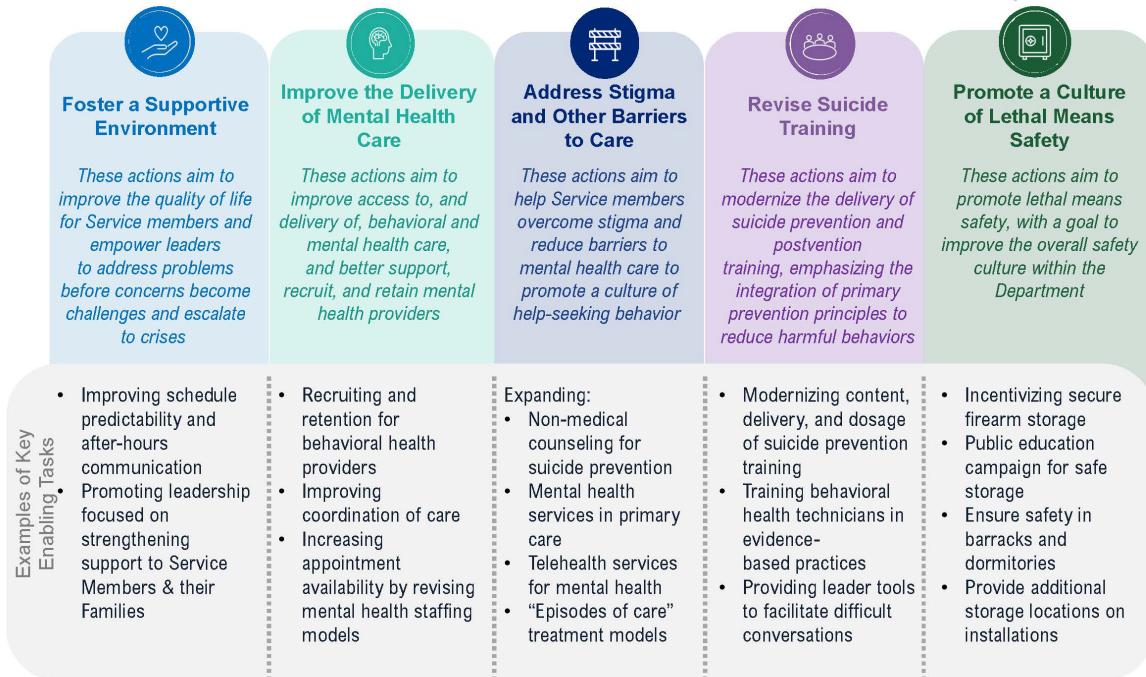 Foster a Supportive
Environment
These actions aim to
improve the quality of life
for Service members and
empower leaders
to address problems
before concerns become
challenges and escalate
to crises
Improve the Delivery
of Mental Health
Care
These actions aim to
improve access to, and
delivery of, behavioral and
mental health care,
and better support,
recruit, and retain mental
health providers
Address Stigma
and Other Barriers
to Care
These actions aim to
help Service members
overcome stigma and
reduce barriers to
mental health care to
promote a culture of
help-seeking behavior
Revise Suicide
Training
These actions aim to
modernize the delivery of
suicide prevention and
postvention
training, emphasizing the
integration of primary
prevention principles to
reduce harmful behaviors
Promote a Culture
of Lethal Means
Safety
These actions aim to
promote lethal means
safety, with a goal to
improve the overall safety
culture within the
Department
Examples of Key
Enabling Tasks
• Improving schedule
predictability and
after-hours
communication
• Promoting leadership
focused on
strengthening
support to Service
Members & their
Families
• Recruiting and
retention for
behavioral health
providers
• Improving
coordination of care
• Increasing
appointment
availability by revising
mental health staffing
models
Expanding:
• Non-medical
counseling for
suicide prevention
• Mental health
services in primary
care
• Telehealth services
for mental health
• “Episodes of care”
treatment models
• Modernizing content,
delivery, and dosage
of suicide prevention
training
• Training behavioral
health technicians in
evidence-
based practices
• Providing leader tools
to facilitate difficult
conversations
• Incentivizing secure
firearm storage
• Public education
campaign for safe
storage
• Ensure safety in
barracks and
dormitories
• Provide additional
storage locations on
installations